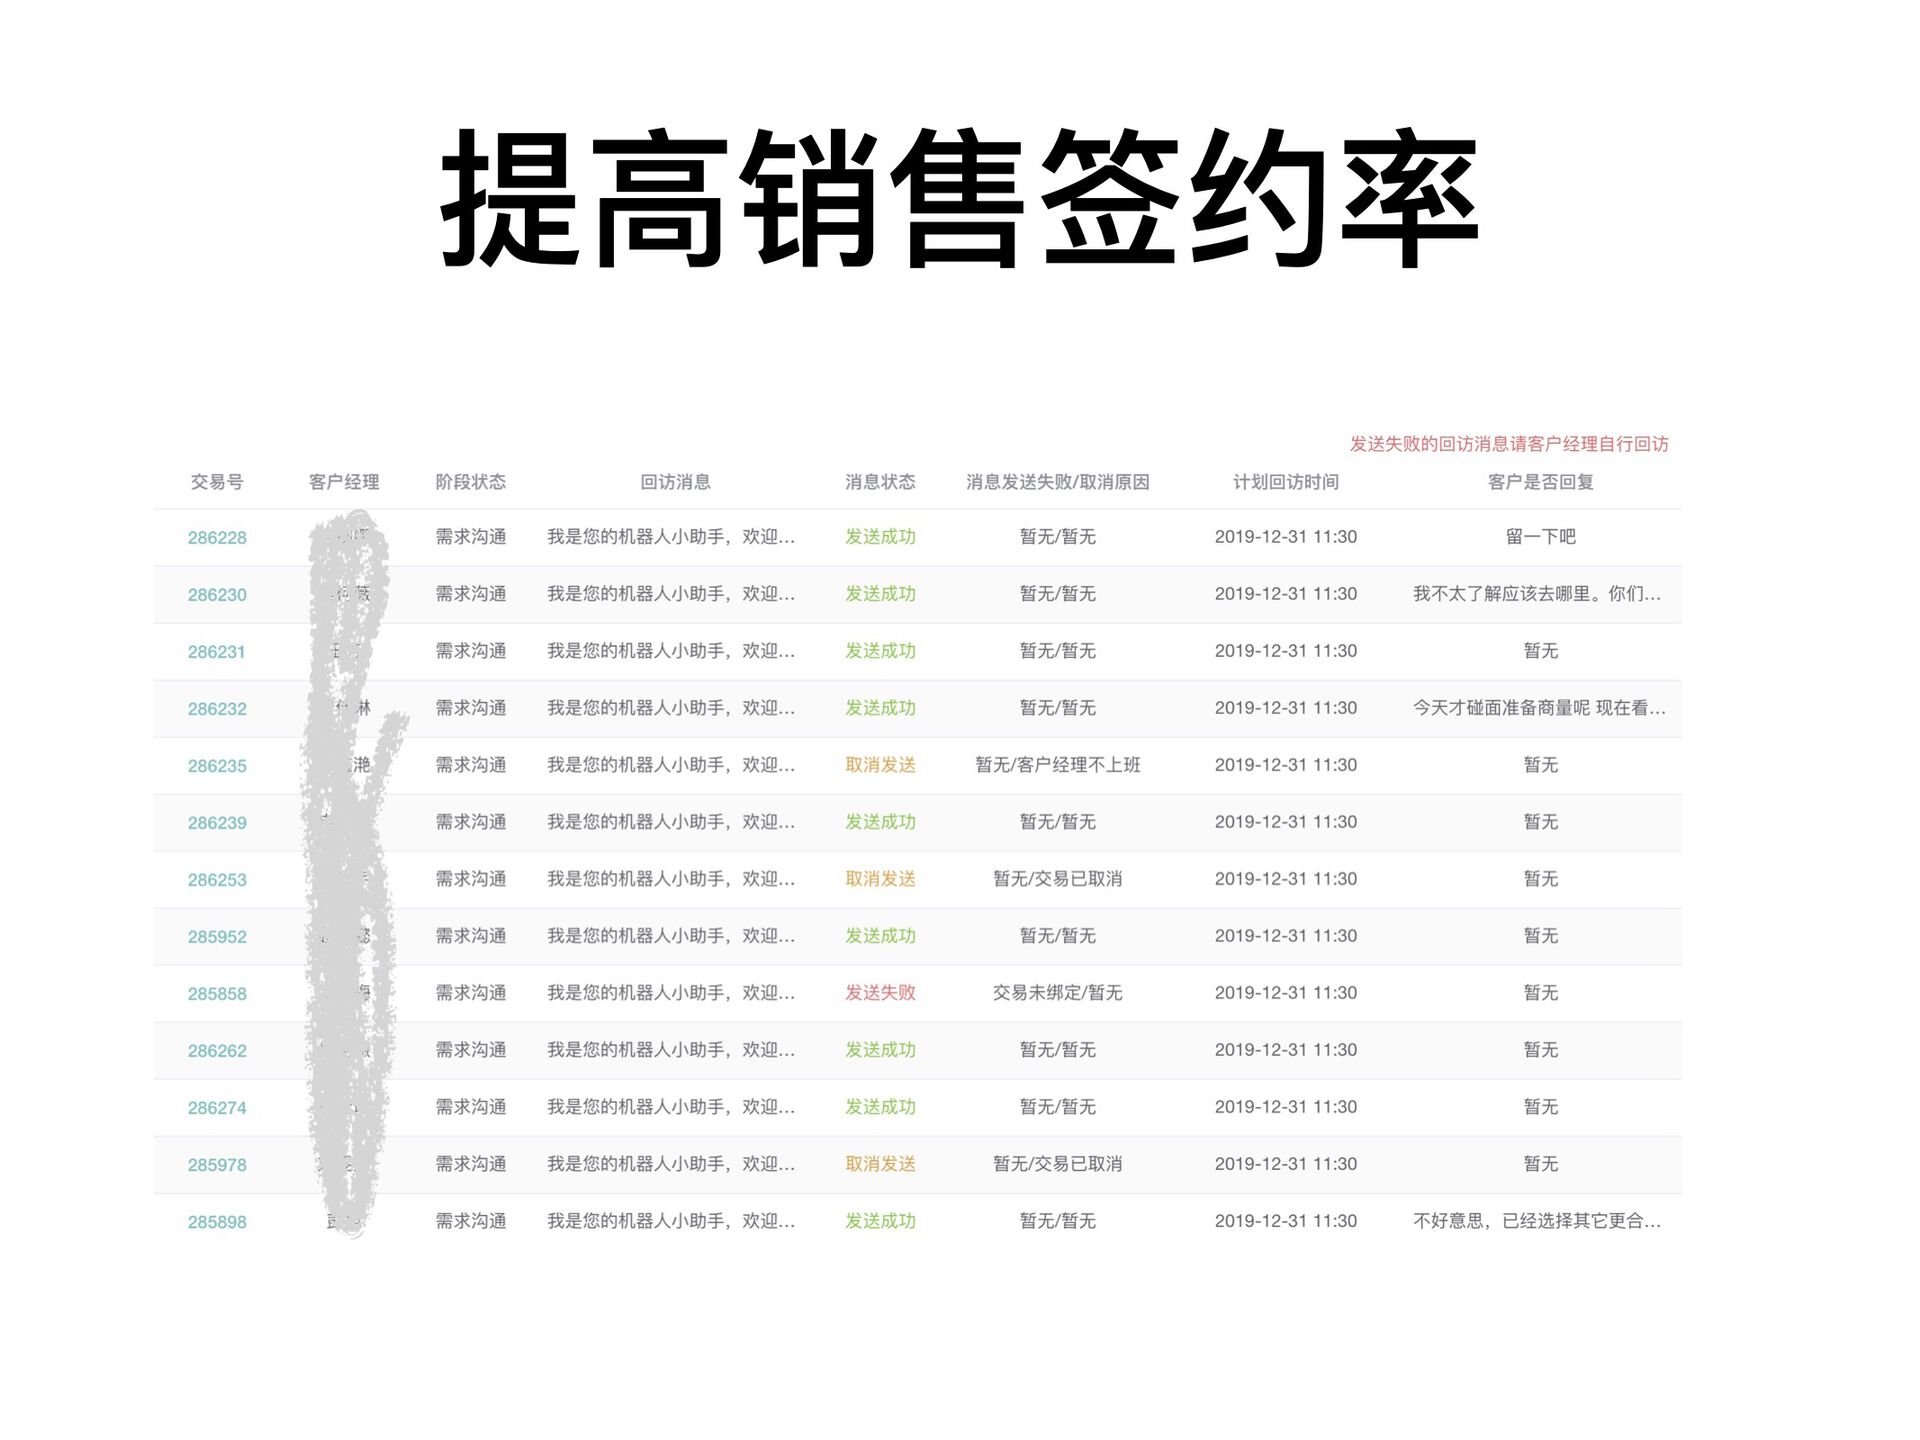 提高销售签约率
发送失败的回访消息请客户经理自行回访
交易号 客户经理 阶段状态 回访消息 消息状态 消息发送失败/取消原因 计划回访时间 客户是否回复
286228 需求沟通 我是您的机器人小助手，欢迎... 发送成功 暂无/暂无 2019-12-31 11:30 留一下吧
286230 薇 需求沟通 我是您的机器人小助手，欢迎... 发送成功 暂无/暂无 2019-12-31 11:30 我不太了解应该去哪里。你们...
286231 需求沟通 我是您的机器人小助手，欢迎... 发送成功 暂无/暂无 2019-12-31 11:30 暂无
286232 林 需求沟通 我是您的机器人小助手，欢迎... 发送成功 暂无/暂无 2019-12-31 11:30 今天才碰面准备商量呢 现在看...
286235 滟 需求沟通 我是您的机器人小助手，欢迎... 取消发送 暂无/客户经理不上班 2019-12-31 11:30 暂无
286239 需求沟通 我是您的机器人小助手，欢迎... 发送成功 暂无/暂无 2019-12-31 11:30 暂无
286253 需求沟通 我是您的机器人小助手，欢迎... 取消发送 暂无/交易已取消 2019-12-31 11:30 暂无
285952 需求沟通 我是您的机器人小助手，欢迎... 发送成功 暂无/暂无 2019-12-31 11:30 暂无
285858 需求沟通 我是您的机器人小助手，欢迎... 发送失败 交易未绑定/暂无 2019-12-31 11:30 暂无
286262 需求沟通 我是您的机器人小助手，欢迎... 发送成功 暂无/暂无 2019-12-31 11:30 暂无
286274 需求沟通 我是您的机器人小助手，欢迎... 发送成功 暂无/暂无 2019-12-31 11:30 暂无
285978 需求沟通 我是您的机器人小助手，欢迎... 取消发送 暂无/交易已取消 2019-12-31 11:30 暂无
285898 需求沟通 我是您的机器人小助手，欢迎... 发送成功 暂无/暂无 2019-12-31 11:30 不好意思，已经选择其它更合...